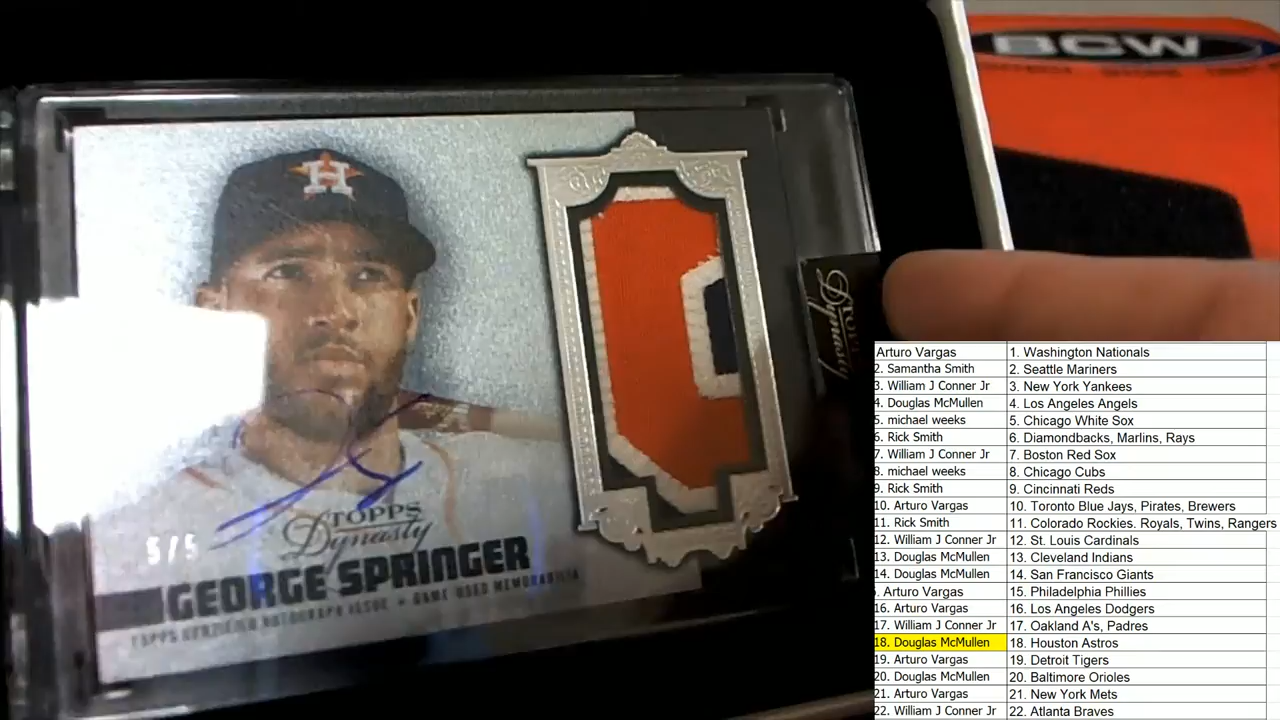 BCW
H
TOPPS
Dynasty
TOPPS
Dynasty
5/5
GEORGE SPRINGER
TOPPS CERTIFIED AUTOGRAPH ISSUE • GAME USED MEMORABILIA
Arturo Vargas 1. Washington Nationals
2. Samantha Smith 2. Seattle Mariners
3. William J Conner Jr 3. New York Yankees
4. Douglas McMullen 4. Los Angeles Angels
5. michael weeks 5. Chicago White Sox
6. Rick Smith 6. Diamondbacks, Marlins, Rays
7. William J Conner Jr 7. Boston Red Sox
8. michael weeks 8. Chicago Cubs
9. Rick Smith 9. Cincinnati Reds
10. Arturo Vargas 10. Toronto Blue Jays, Pirates, Brewers
11. Rick Smith 11. Colorado Rockies. Royals, Twins, Rangers
12. William J Conner Jr 12. St. Louis Cardinals
13. Douglas McMullen 13. Cleveland Indians
14. Douglas McMullen 14. San Francisco Giants
. Arturo Vargas 15. Philadelphia Phillies
16. Arturo Vargas 16. Los Angeles Dodgers
17. William J Conner Jr 17. Oakland A's, Padres
18. Douglas McMullen 18. Houston Astros
19. Arturo Vargas 19. Detroit Tigers
20. Douglas McMullen 20. Baltimore Orioles
21. Arturo Vargas 21. New York Mets
22. William J Conner Jr 22. Atlanta Braves